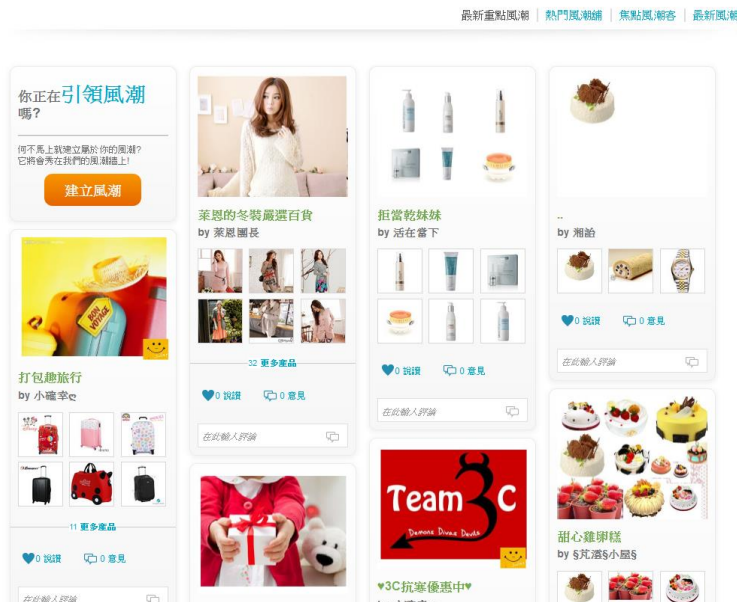 最新重點風潮 | 熱門風潮舖 | 焦點風潮客 | 最新風潮
你正在引領風潮
嗎?
何不馬上就建立屬於你的風潮?
它將會秀在我們的風潮牆上!
建立風潮
BON VOYAGE
打包趣旅行
by 小確幸ღ
11 更多產品
0 說讚 0 意見
在此輸入評論
萊恩的冬裝嚴選百貨
by 萊恩團長
32 更多產品
0 說讚 0 意見
在此輸入評論
拒當乾妹妹
by 活在當下
0 說讚 0 意見
在此輸入評論
Team 3C
Demons Divas Devils
♥3C抗寒優惠中♥
..
by 湘詒
0 說讚 0 意見
在此輸入評論
甜心雞卵糕
by §芃濱§小屋§